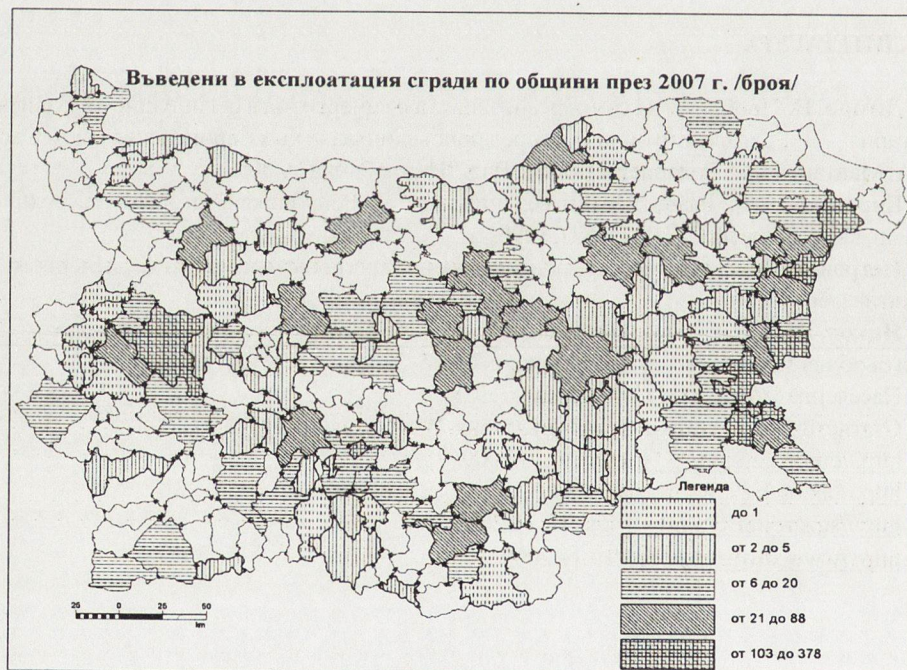 Въведени в експлоатация сгради по общини през 2007 г. /броя/
Легенда
до 1
от 2 до 5
от 6 до 20
от 21 до 88
от 103 до 378
25 0 25 50
km